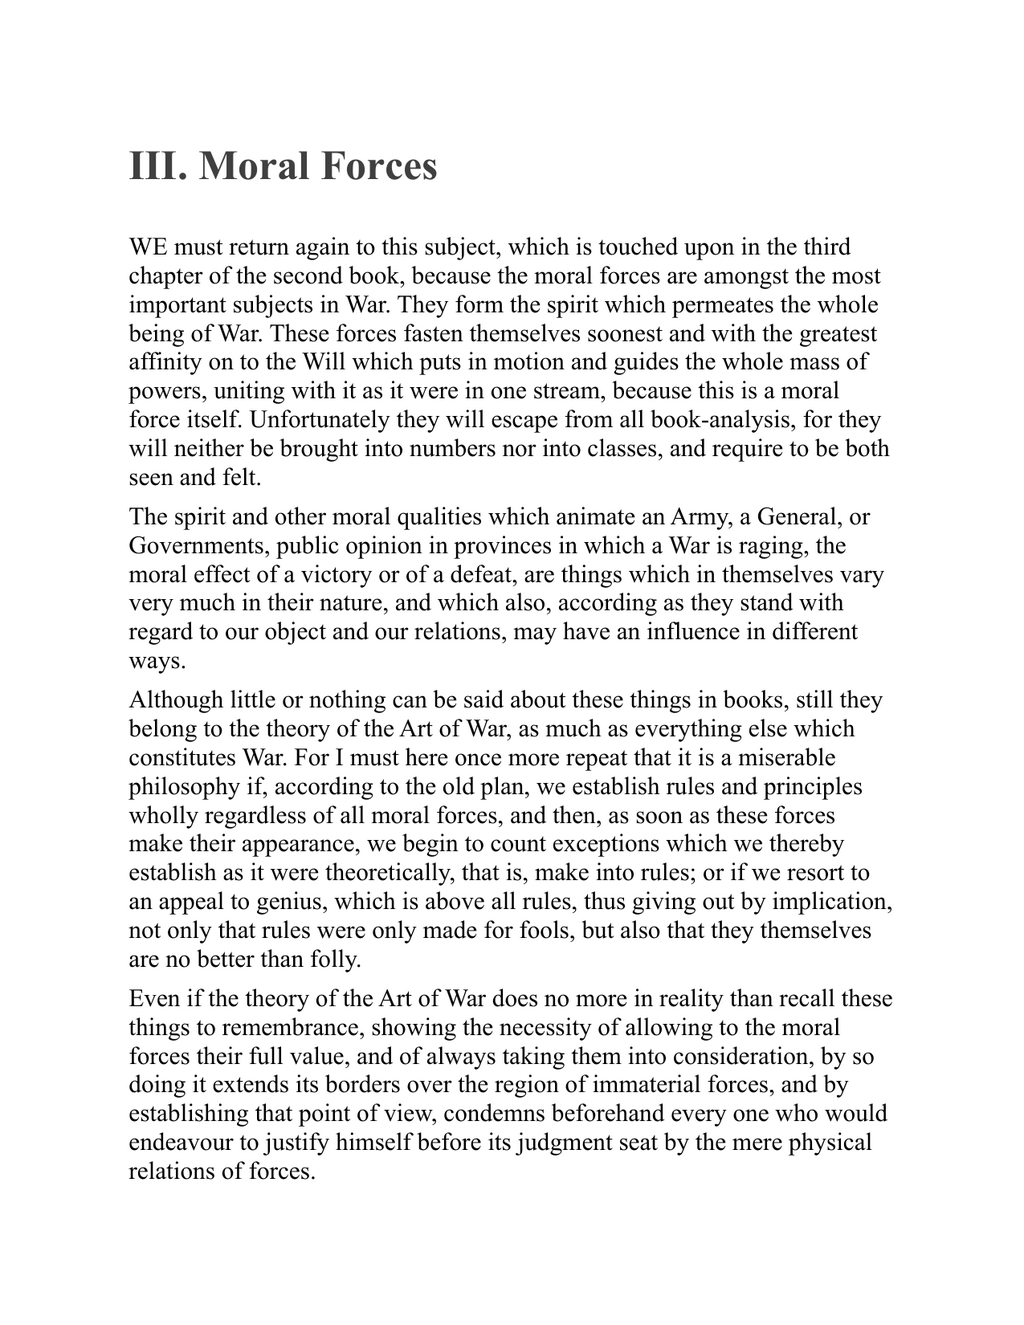 III. Moral Forces
WE must return again to this subject, which is touched upon in the third
chapter of the second book, because the moral forces are amongst the most
important subjects in War. They form the spirit which permeates the whole
being of War. These forces fasten themselves soonest and with the greatest
affinity on to the Will which puts in motion and guides the whole mass of
powers, uniting with it as it were in one stream, because this is a moral
force itself. Unfortunately they will escape from all book-analysis, for they
will neither be brought into numbers nor into classes, and require to be both
seen and felt.
The spirit and other moral qualities which animate an Army, a General, or
Governments, public opinion in provinces in which a War is raging, the
moral effect of a victory or of a defeat, are things which in themselves vary
very much in their nature, and which also, according as they stand with
regard to our object and our relations, may have an influence in different
ways.
Although little or nothing can be said about these things in books, still they
belong to the theory of the Art of War, as much as everything else which
constitutes War. For I must here once more repeat that it is a miserable
philosophy if, according to the old plan, we establish rules and principles
wholly regardless of all moral forces, and then, as soon as these forces
make their appearance, we begin to count exceptions which we thereby
establish as it were theoretically, that is, make into rules; or if we resort to
an appeal to genius, which is above all rules, thus giving out by implication,
not only that rules were only made for fools, but also that they themselves
are no better than folly.
Even if the theory of the Art of War does no more in reality than recall these
things to remembrance, showing the necessity of allowing to the moral
forces their full value, and of always taking them into consideration, by so
doing it extends its borders over the region of immaterial forces, and by
establishing that point of view, condemns beforehand every one who would
endeavour to justify himself before its judgment seat by the mere physical
relations of forces.